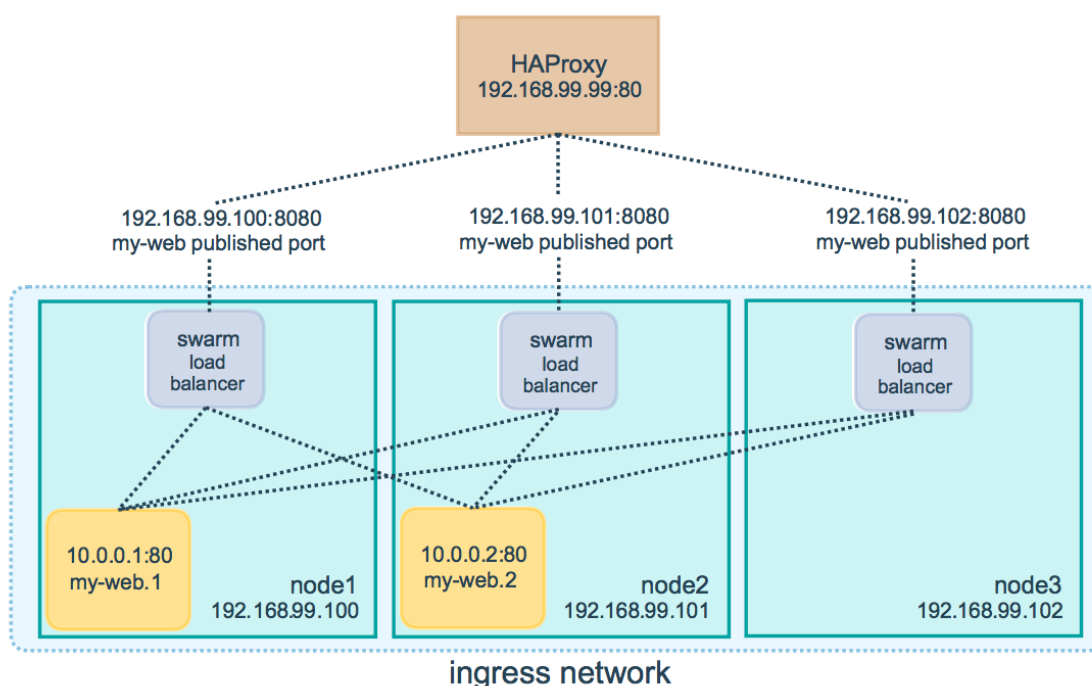 HAProxy
192.168.99.99:80
192.168.99.100:8080
my-web published port
192.168.99.101:8080
my-web published port
192.168.99.102:8080
my-web published port
swarm
load
balancer
swarm
load
balancer
swarm
load
balancer
10.0.0.1:80
my-web.1
node1
192.168.99.100
10.0.0.2:80
my-web.2
node2
192.168.99.101
node3
192.168.99.102
ingress network